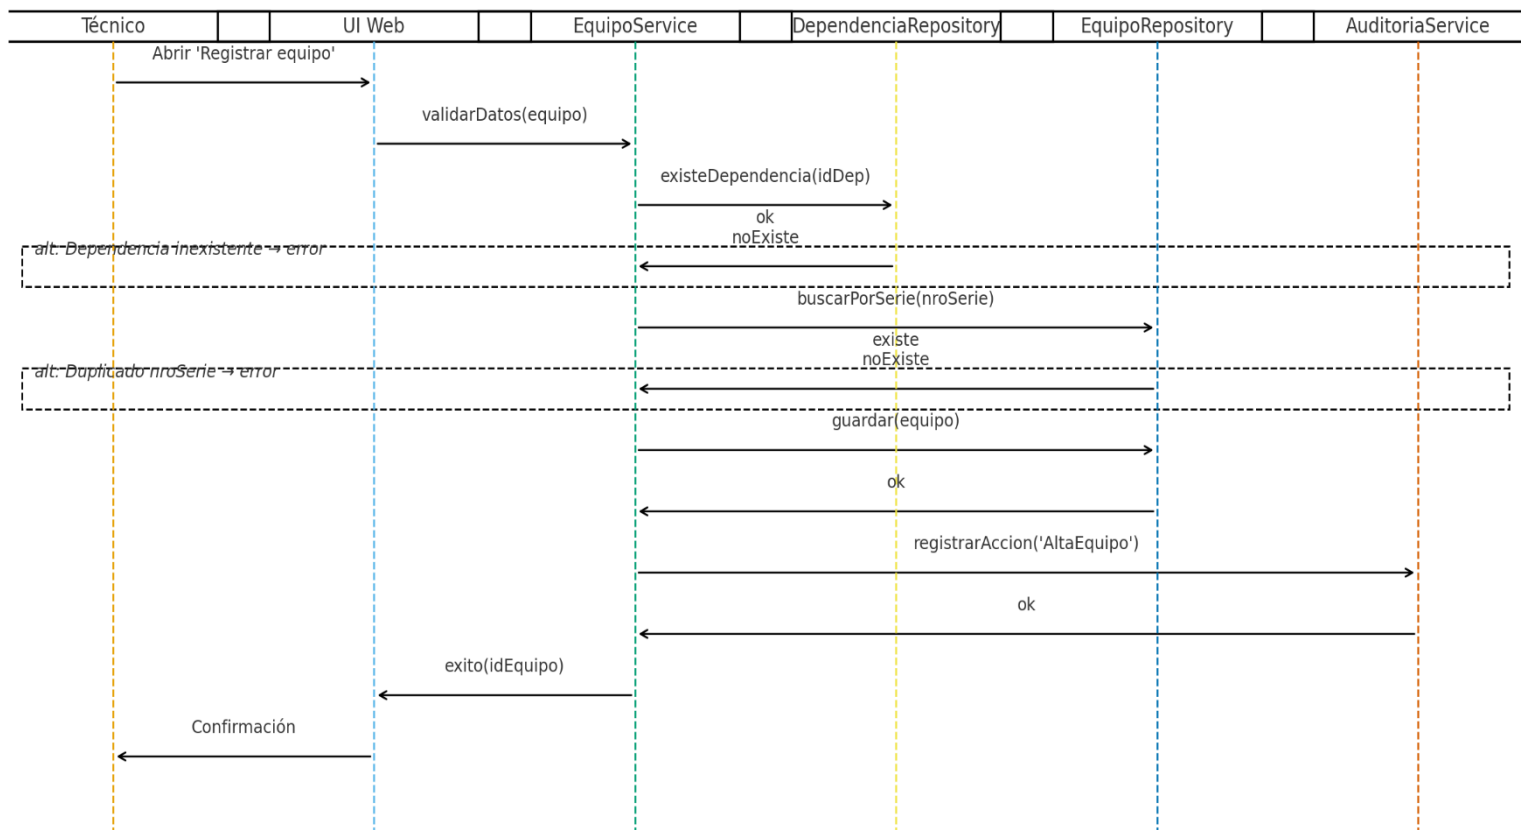 Técnico
UI Web
EquipoService
DependenciaRepository
EquipoRepository
AuditoriaService
Abrir 'Registrar equipo'
validarDatos(equipo)
existeDependencia(idDep)
ok
noExiste
alt: Dependencia inexistente → error
buscarPorSerie(nroSerie)
existe
noExiste
alt: Duplicado nroSerie → error
guardar(equipo)
ok
registrarAccion('AltaEquipo')
ok
exito(idEquipo)
Confirmación